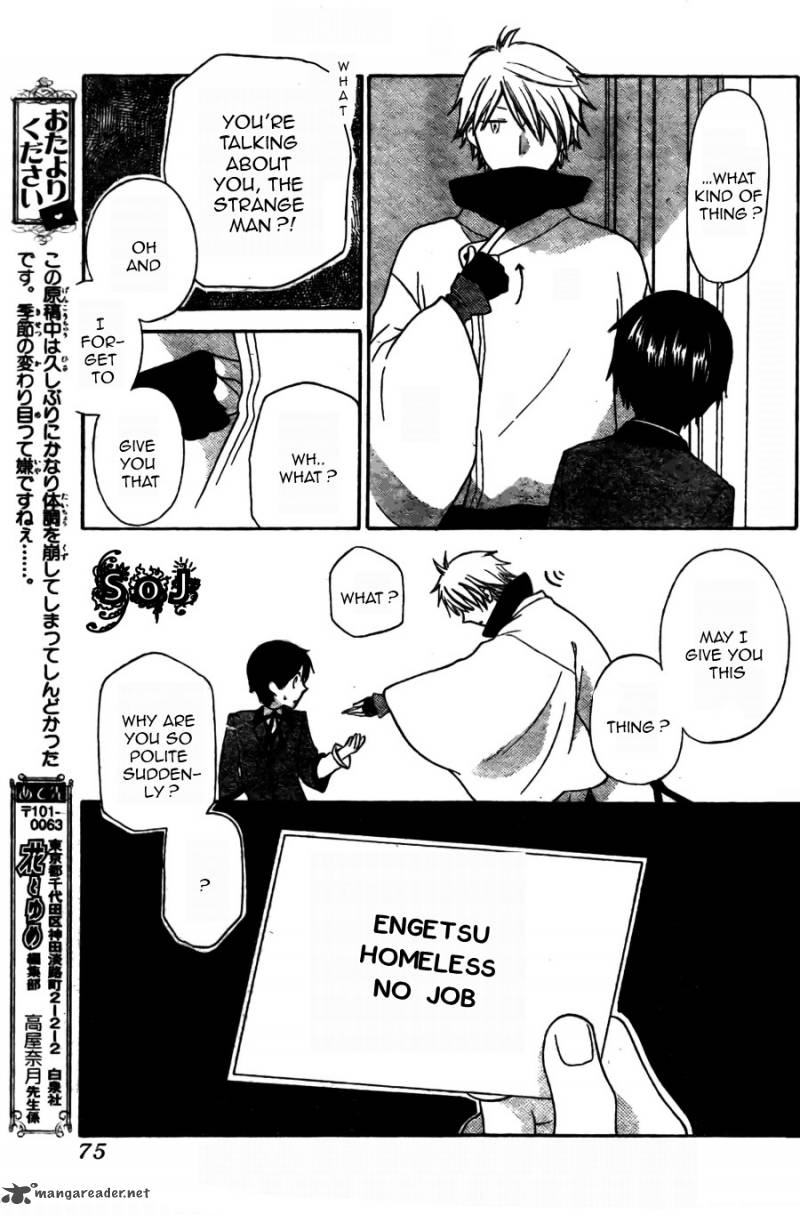 ...WHAT
KIND OF
THING?
WHAT
YOU'RE
TALKING
ABOUT
YOU, THE
STRANGE
MAN?!
OH
AND
I
FOR-
GET TO
GIVE
YOU THAT
WH..
WHAT?
SoJ
MAY I
GIVE YOU
THIS
THING?
WHAT?
WHY ARE
YOU SO
POLITE
SUDDEN-
LY?
?
ENGETSU
HOMELESS
NO JOB
おたより
ください
この原稿中は久しぶりにかなり体調を崩してしまってしんどかった
です。季節の変わり目って嫌ですねぇ……。
あて先
〒101-
0063
東京都千代田区神田淡路町2-2-2 白泉社
花とゆめ編集部 高屋奈月先生係
75
mangareader.net